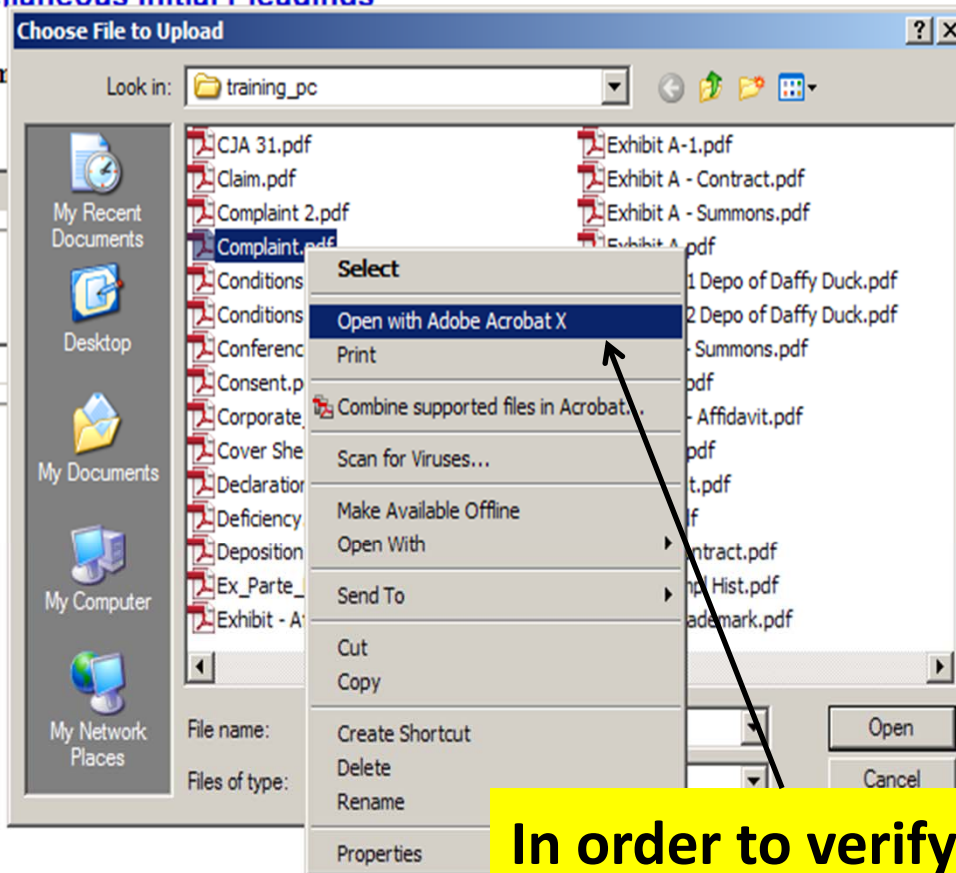 Choose File to Upload
Look in:
training_pc
My Recent
Documents
Desktop
My Documents
My Computer
My Network
Places
CJA 31.pdf
Claim.pdf
Complaint 2.pdf
Complaint.pdf
Conditions
Conditions
Conferenc
Consent.p
Corporate_
Cover She
Declaration
Deficiency
Deposition
Ex_Parte_
Exhibit - Af
Exhibit A-1.pdf
Exhibit A - Contract.pdf
Exhibit A - Summons.pdf
Exhibit A.pdf
1 Depo of Daffy Duck.pdf
2 Depo of Daffy Duck.pdf
- Summons.pdf
pdf
- Affidavit.pdf
pdf
t.pdf
ntract.pdf
Hist.pdf
ademark.pdf
Select
Open with Adobe Acrobat X
Print
Combine supported files in Acrobat...
Scan for Viruses...
Make Available Offline
Open With
Send To
Cut
Copy
Create Shortcut
Delete
Rename
Properties
File name:
Files of type:
Open
Cancel
In order to verify